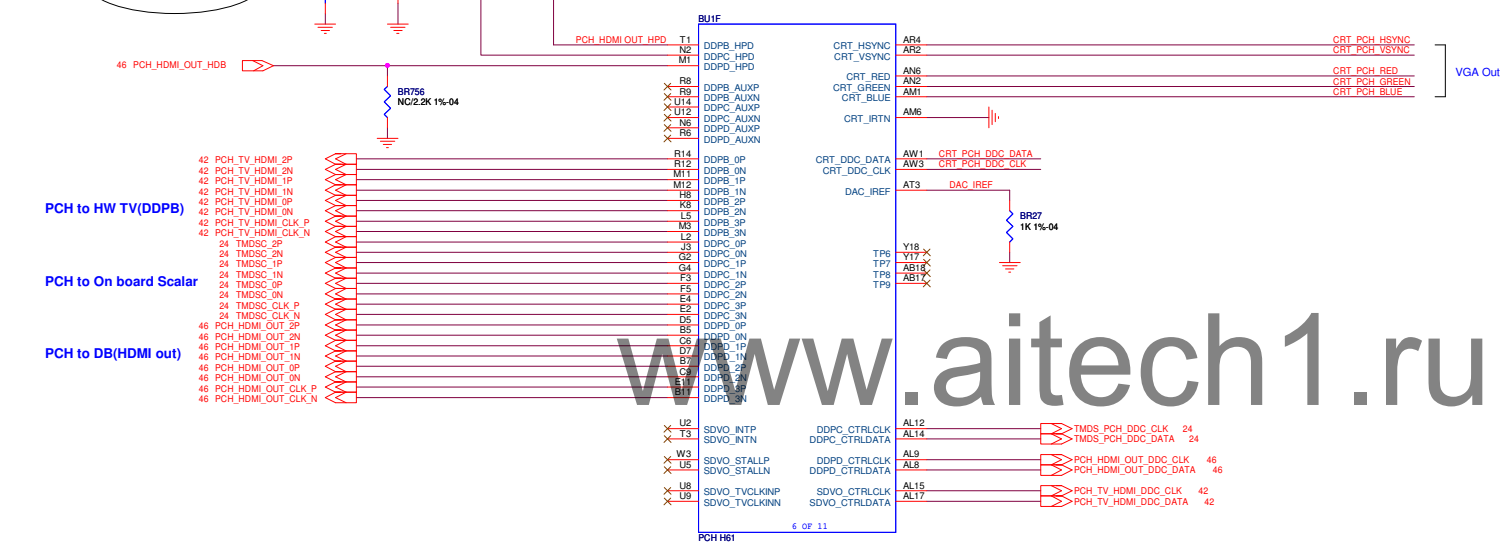 BU1F
PCH_HDMI OUT_HPD T1 DDPB_HPD CRT_HSYNC AR4 CRT_PCH_HSYNC
N2 DDPC_HPD CRT_VSYNC AR2 CRT_PCH_VSYNC
46 PCH_HDMI_OUT_HDB M1 DDPD_HPD
CRT_RED AN6 CRT_PCH_RED
VGA Out
R8 DDPB_AUXP CRT_GREEN AN2 CRT_PCH_GREEN
BR756
R9 DDPB_AUXN CRT_BLUE AM1 CRT_PCH_BLUE
NC/2.2K 1%-04
U14 DDPC_AUXP
U12 DDPC_AUXN CRT_IRTN AM6
N6 DDPD_AUXP
R6 DDPD_AUXN
42 PCH_TV_HDMI_2P R14 DDPB_0P CRT_DDC_DATA AW1 CRT_PCH_DDC_DATA
42 PCH_TV_HDMI_2N R12 DDPB_0N CRT_DDC_CLK AW3 CRT_PCH_DDC_CLK
42 PCH_TV_HDMI_1P M11 DDPB_1P
42 PCH_TV_HDMI_1N M12 DDPB_1N DAC_IREF AT3 DAC_IREF
42 PCH_TV_HDMI_0P H8 DDPB_2P
PCH to HW TV(DDPB)
42 PCH_TV_HDMI_0N K8 DDPB_2N
BR27
1K 1%-04
42 PCH_TV_HDMI_CLK_P L5 DDPB_3P
42 PCH_TV_HDMI_CLK_N M3 DDPB_3N
24 TMDSC_2P L2 DDPC_0P
24 TMDSC_2N J3 DDPC_0N TP6 Y18
24 TMDSC_1P G2 DDPC_1P TP7 Y17
24 TMDSC_1N G4 DDPC_1N TP8 AB18
PCH to On board Scalar
24 TMDSC_0P F3 DDPC_2P TP9 AB17
24 TMDSC_0N F5 DDPC_2N
24 TMDSC_CLK_P E4 DDPC_3P
24 TMDSC_CLK_N E2 DDPC_3N
46 PCH_HDMI_OUT_2P D5 DDPD_0P
46 PCH_HDMI_OUT_2N B5 DDPD_0N
46 PCH_HDMI_OUT_1P C6 DDPD_1P
PCH to DB(HDMI out)
46 PCH_HDMI_OUT_1N D7 DDPD_1N
46 PCH_HDMI_OUT_0P B7 DDPD_2P
46 PCH_HDMI_OUT_0N C9 DDPD_2N
46 PCH_HDMI_OUT_CLK_P E11 DDPD_3P
46 PCH_HDMI_OUT_CLK_N B11 DDPD_3N
www.aitech1.ru
U2 SDVO_INTP DDPC_CTRLCLK AL12 TMDS_PCH_DDC_CLK 24
T3 SDVO_INTN DDPC_CTRLDATA AL14 TMDS_PCH_DDC_DATA 24
W3 SDVO_STALLP DDPD_CTRLCLK AL9 PCH_HDMI_OUT_DDC_CLK 46
U5 SDVO_STALLN DDPD_CTRLDATA AL8 PCH_HDMI_OUT_DDC_DATA 46
U8 SDVO_TVCLKINP SDVO_CTRLCLK AL15 PCH_TV_HDMI_DDC_CLK 42
U9 SDVO_TVCLKINN SDVO_CTRLDATA AL17 PCH_TV_HDMI_DDC_DATA 42
6 OF 11
PCH H61